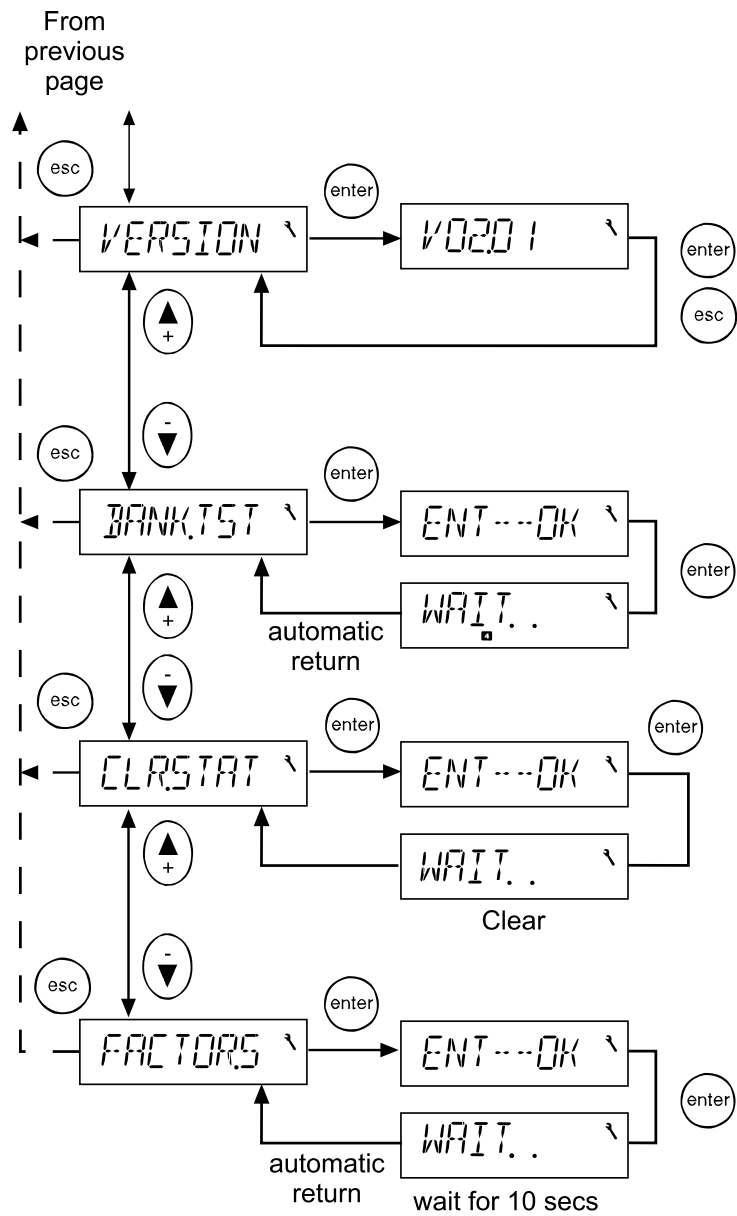 From
previous
page
esc
enter
VERSION
V02.01
enter
esc
+
-
esc
enter
BANK.TST
ENT---OK
enter
WAIT. .
automatic
return
+
-
esc
enter
enter
CLR.STAT
ENT---OK
WAIT. .
Clear
+
-
esc
enter
FACTOR.S
ENT---OK
enter
WAIT. .
automatic
return
wait for 10 secs